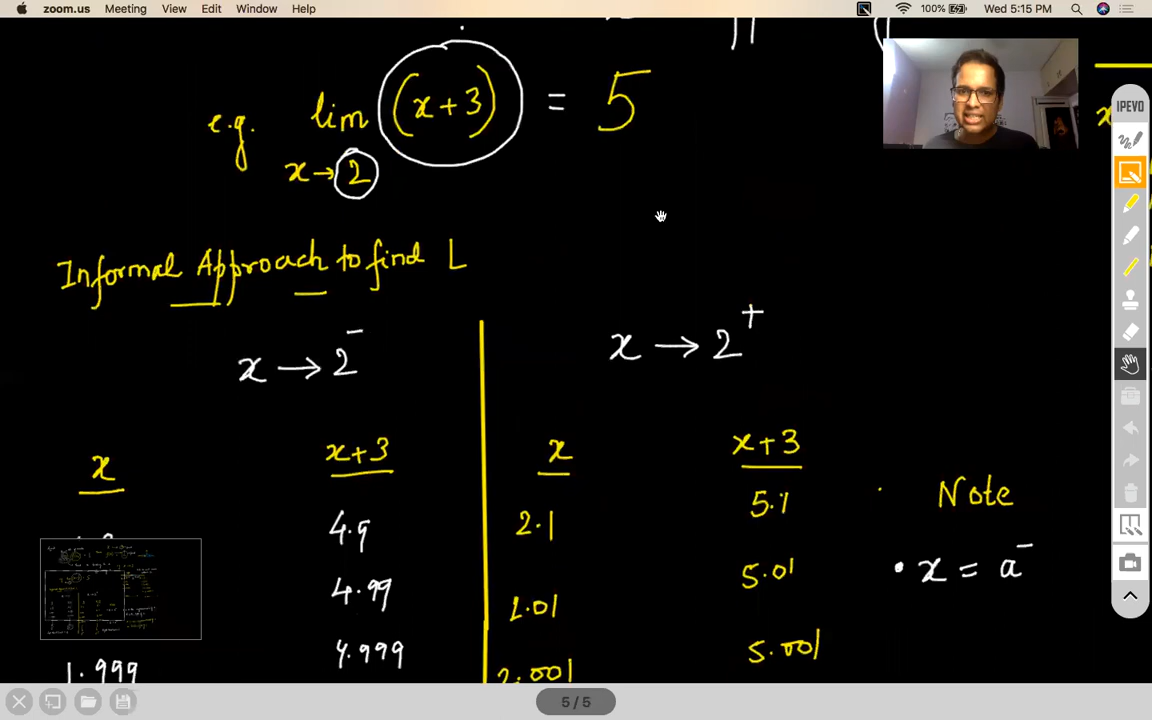 zoom.us Meeting View Edit Window Help 100% Wed 5:15 PM
e.g. lim (x+3) = 5
x→2
IPEVO
Informal Approach to find L
x → 2⁻
x → 2⁺
x x+3 x x+3
4.9 2.1 5.1
4.99 2.01 5.01
1.999 4.999 2.001 5.001
Note
• x = a⁻
5 / 5